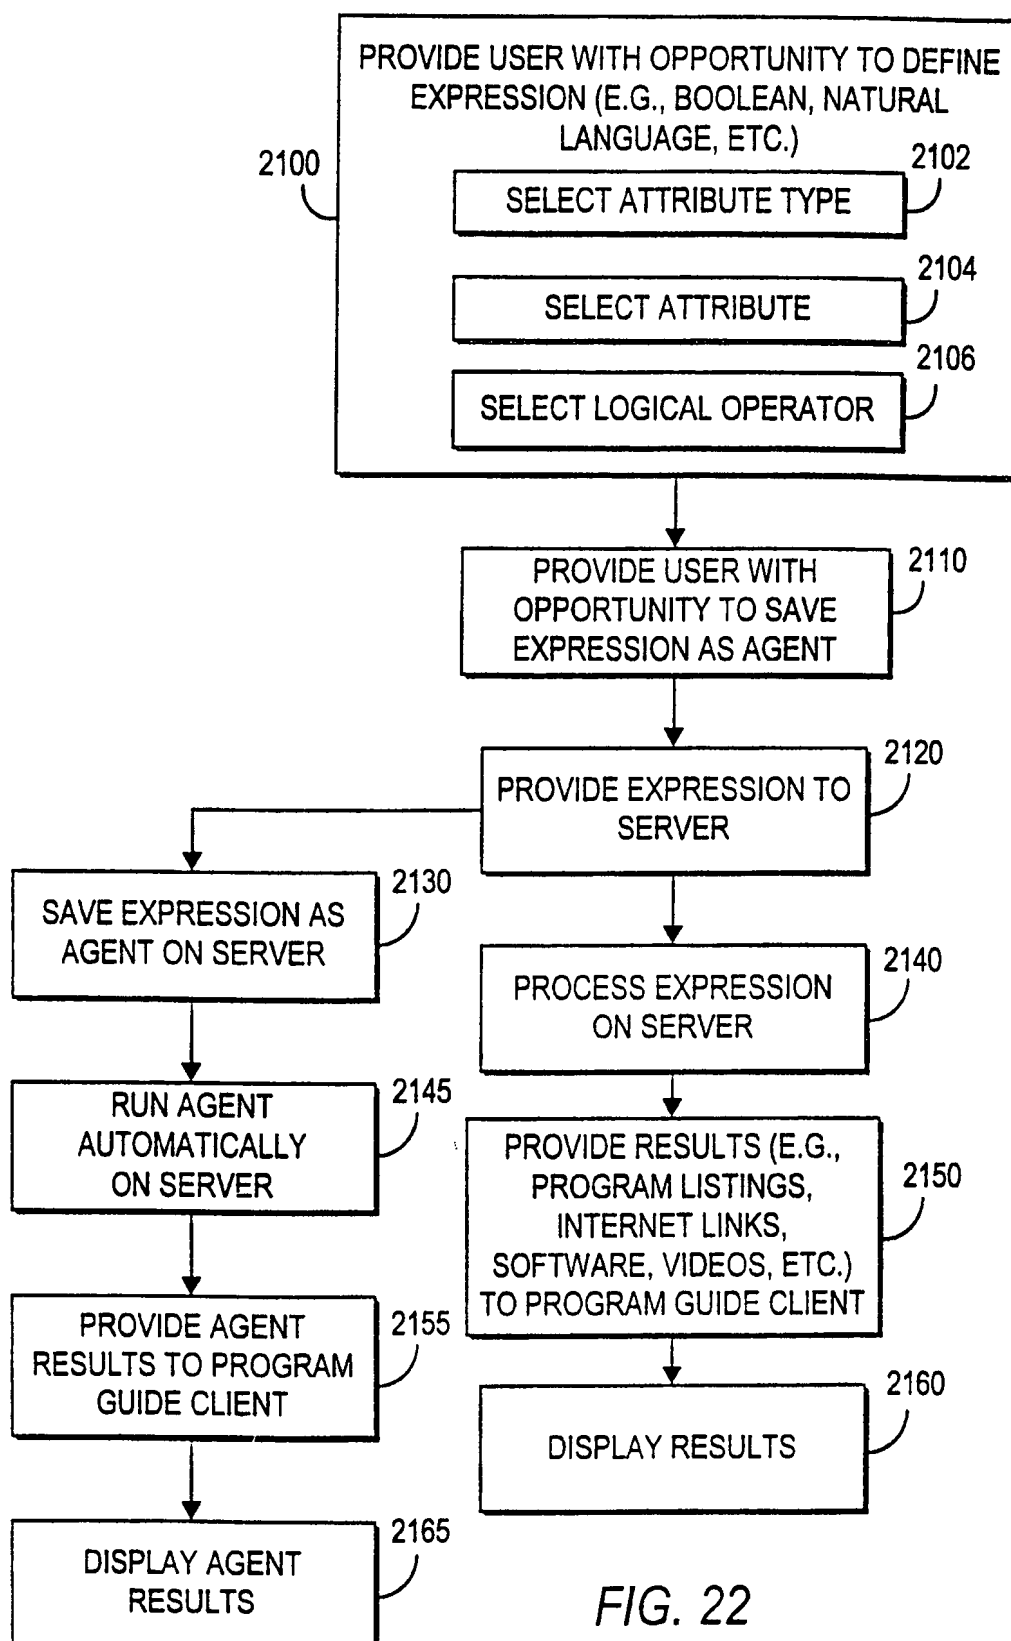 PROVIDE USER WITH OPPORTUNITY TO DEFINE
EXPRESSION (E.G., BOOLEAN, NATURAL
LANGUAGE, ETC.)
2100
2102
SELECT ATTRIBUTE TYPE
2104
SELECT ATTRIBUTE
2106
SELECT LOGICAL OPERATOR
2110
PROVIDE USER WITH
OPPORTUNITY TO SAVE
EXPRESSION AS AGENT
2120
PROVIDE EXPRESSION TO
SERVER
2130
SAVE EXPRESSION AS
AGENT ON SERVER
2140
PROCESS EXPRESSION
ON SERVER
2145
RUN AGENT
AUTOMATICALLY
ON SERVER
2150
PROVIDE RESULTS (E.G.,
PROGRAM LISTINGS,
INTERNET LINKS,
SOFTWARE, VIDEOS, ETC.)
TO PROGRAM GUIDE CLIENT
2155
PROVIDE AGENT
RESULTS TO PROGRAM
GUIDE CLIENT
2160
DISPLAY RESULTS
2165
DISPLAY AGENT
RESULTS
FIG. 22